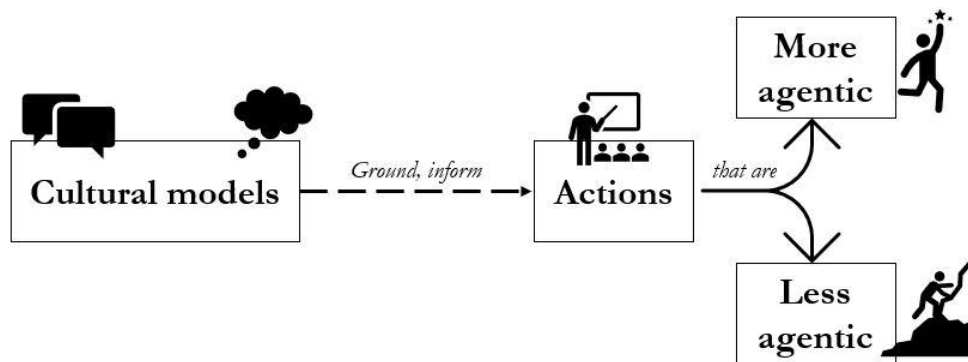 Cultural models
Ground, inform
Actions
that are
More
agentic
Less
agentic